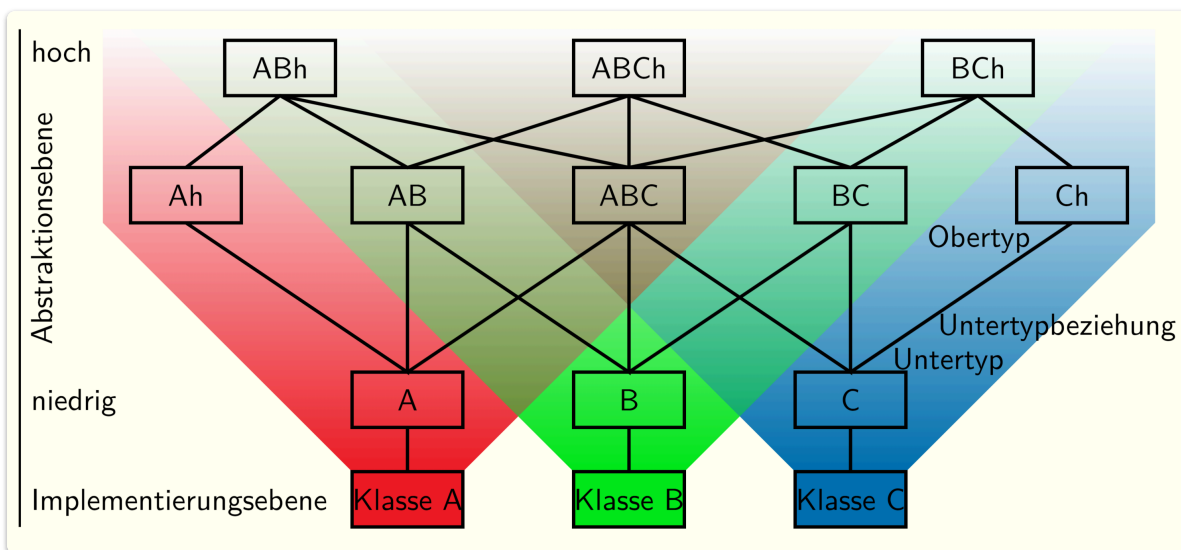 hoch
ABh
ABCh
BCh
Abstraktionsebene
Ah
AB
ABC
BC
Ch
Obertyp
Untertypbeziehung
Untertyp
niedrig
A
B
C
Implementierungsebene
Klasse A
Klasse B
Klasse C